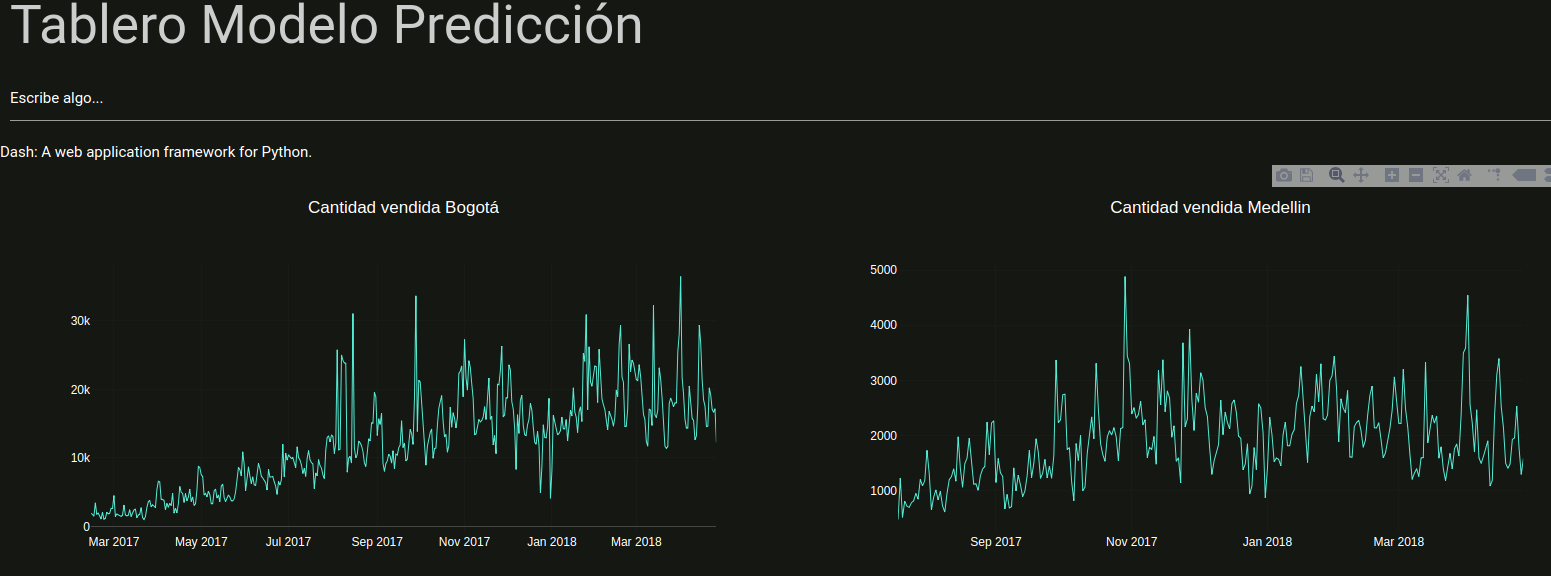 Tablero Modelo Predicción
Escribe algo...
Dash: A web application framework for Python.
Cantidad vendida Bogotá
30k
20k
10k
0
Mar 2017 May 2017 Jul 2017 Sep 2017 Nov 2017 Jan 2018 Mar 2018
Cantidad vendida Medellin
5000
4000
3000
2000
1000
Sep 2017 Nov 2017 Jan 2018 Mar 2018